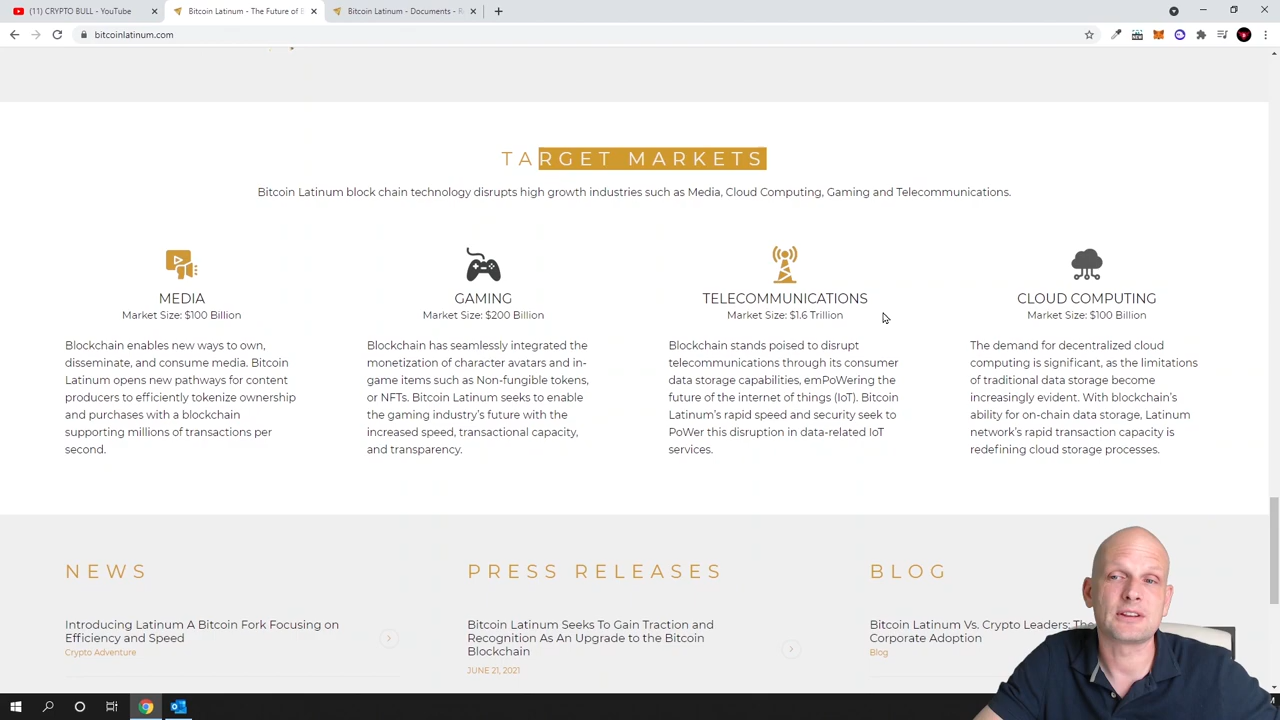 (11) CRYPTO BULL - YouTube
Bitcoin Latinum - The Future of B
Bitcoin Latinum - Documents - R
bitcoinlatinum.com
TARGET MARKETS
Bitcoin Latinum block chain technology disrupts high growth industries such as Media, Cloud Computing, Gaming and Telecommunications.
MEDIA
Market Size: $100 Billion
Blockchain enables new ways to own,
disseminate, and consume media. Bitcoin
Latinum opens new pathways for content
producers to efficiently tokenize ownership
and purchases with a blockchain
supporting millions of transactions per
second.
GAMING
Market Size: $200 Billion
Blockchain has seamlessly integrated the
monetization of character avatars and in-
game items such as Non-fungible tokens,
or NFTs. Bitcoin Latinum seeks to enable
the gaming industry's future with the
increased speed, transactional capacity,
and transparency.
TELECOMMUNICATIONS
Market Size: $1.6 Trillion
Blockchain stands poised to disrupt
telecommunications through its consumer
data storage capabilities, emPoWering the
future of the internet of things (IoT). Bitcoin
Latinum's rapid speed and security seek to
PoWer this disruption in data-related IoT
services.
CLOUD COMPUTING
Market Size: $100 Billion
The demand for decentralized cloud
computing is significant, as the limitations
of traditional data storage become
increasingly evident. With blockchain's
ability for on-chain data storage, Latinum
network's rapid transaction capacity is
redefining cloud storage processes.
NEWS
Introducing Latinum A Bitcoin Fork Focusing on
Efficiency and Speed
Crypto Adventure
PRESS RELEASES
Bitcoin Latinum Seeks To Gain Traction and
Recognition As An Upgrade to the Bitcoin
Blockchain
JUNE 21, 2021
BLOG
Bitcoin Latinum Vs. Crypto Leaders: The
Corporate Adoption
Blog